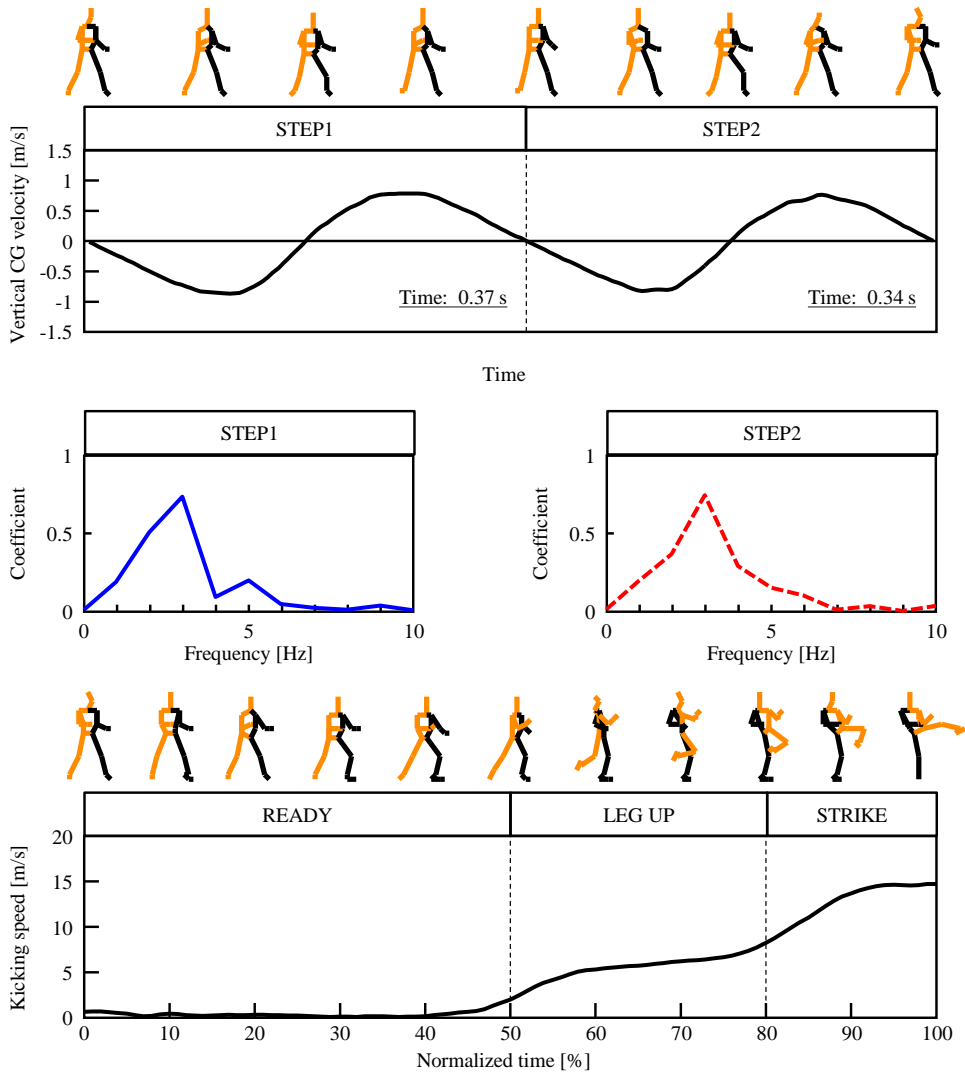 STEP1 STEP2
Vertical CG velocity [m/s]
1.5
1
0.5
0
-0.5
-1
-1.5
Time: 0.37 s Time: 0.34 s
Time
STEP1 STEP2
Coefficient
1
0.5
0
0 5 10
Frequency [Hz]
Coefficient
1
0.5
0
0 5 10
Frequency [Hz]
READY LEG UP STRIKE
Kicking speed [m/s]
20
15
10
5
0
0 10 20 30 40 50 60 70 80 90 100
Normalized time [%]